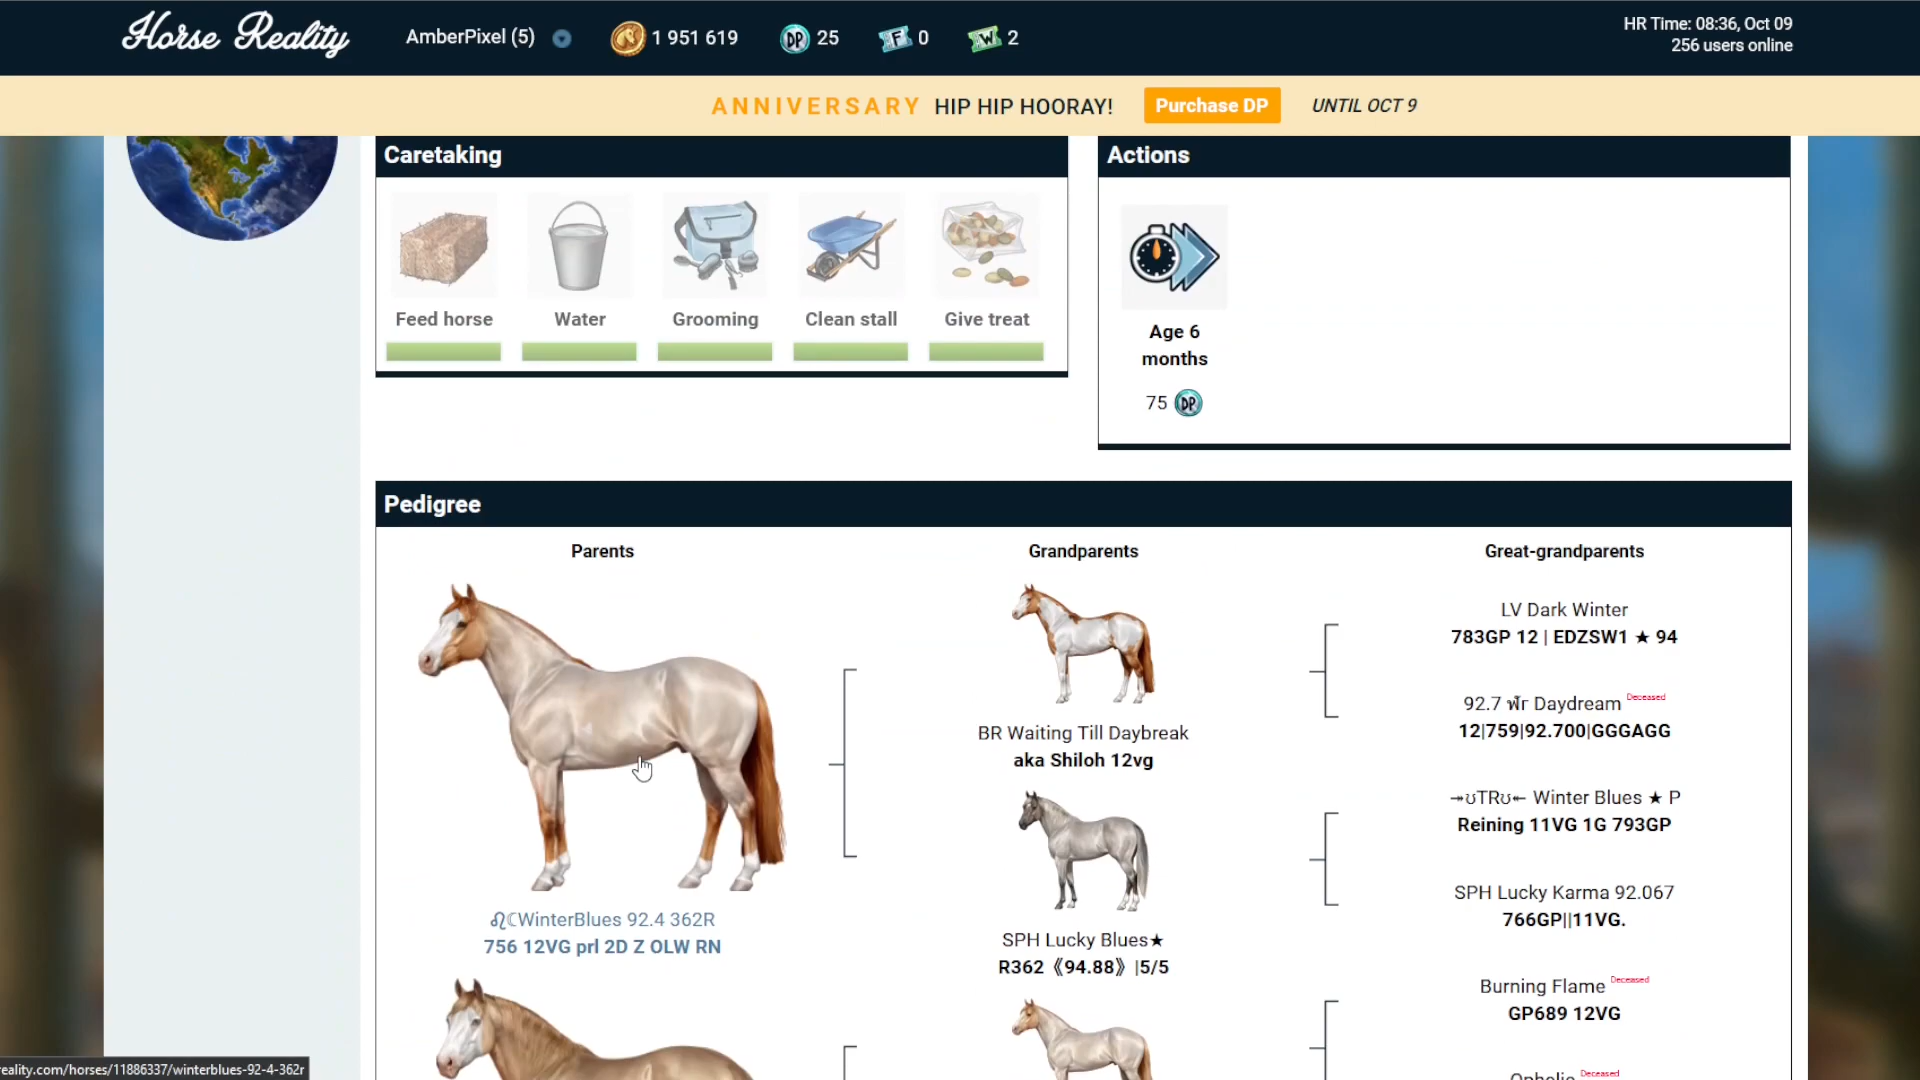 Horse Reality
AmberPixel (5)
1 951 619
DP
25
F
0
W
2
HR Time: 08:36, Oct 09
256 users online
ANNIVERSARY HIP HIP HOORAY!
Purchase DP
UNTIL OCT 9
Caretaking
Feed horse
Water
Grooming
Clean stall
Give treat
Actions
Age 6
months
75 DP
Pedigree
Parents
Grandparents
Great-grandparents
♌︎☾WinterBlues 92.4 362R
756 12VG prl 2D Z OLW RN
BR Waiting Till Daybreak
aka Shiloh 12vg
SPH Lucky Blues★
R362 《94.88》 |5/5
LV Dark Winter
783GP 12 | EDZSW1 ★ 94
92.7 Daydream Deceased
12|759|92.700|GGGAGG
Winter Blues ★ P
Reining 11VG 1G 793GP
SPH Lucky Karma 92.067
766GP||11VG.
Burning Flame Deceased
GP689 12VG
Ophelia Deceased
eality.com/horses/11886337/winterblues-92-4-362r